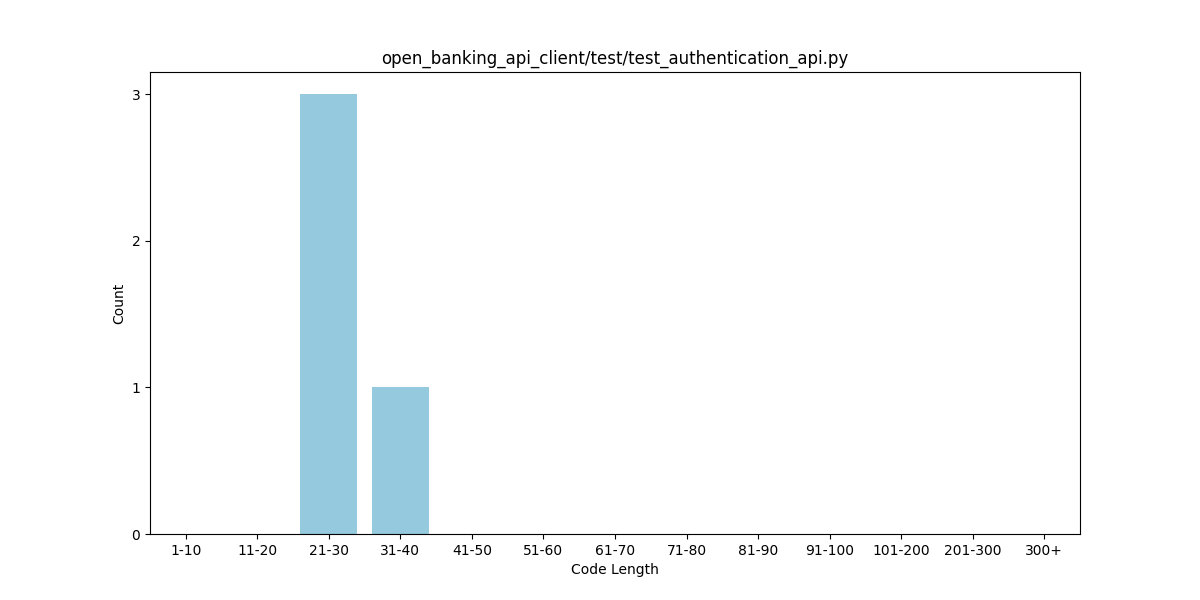 open_banking_api_client/test/test_authentication_api.py
3
2
1
0
Count
1-10 11-20 21-30 31-40 41-50 51-60 61-70 71-80 81-90 91-100 101-200 201-300 300+
Code Length